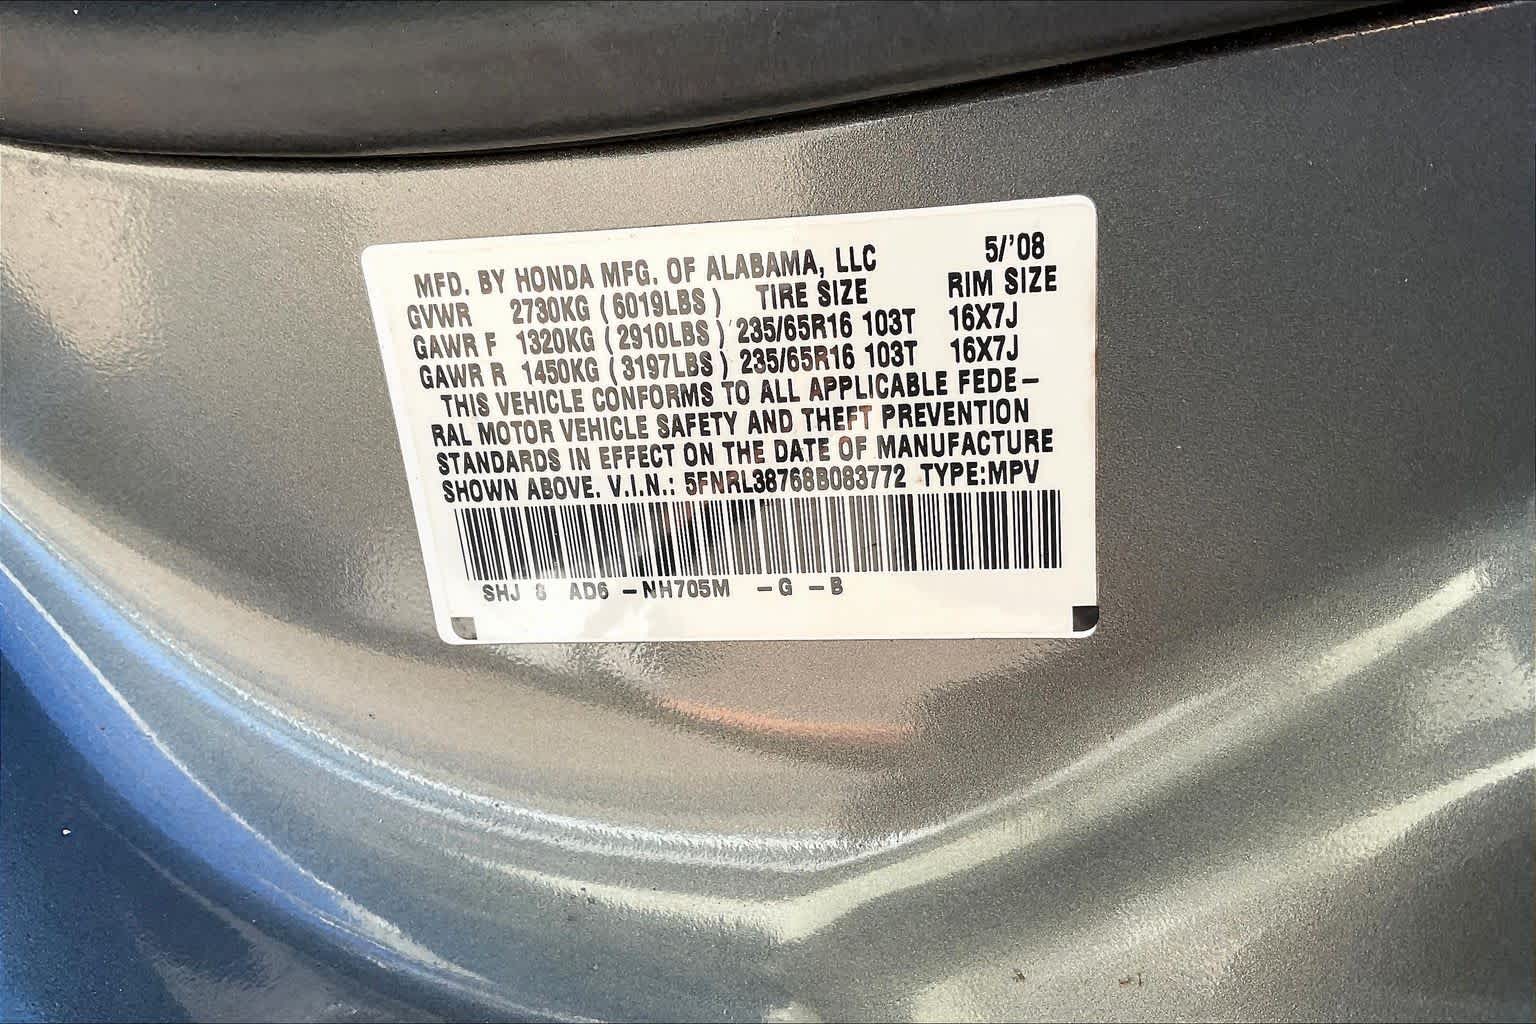 MFD. BY HONDA MFG. OF ALABAMA, LLC 5/'08
GVWR 2730KG (6019LBS) TIRE SIZE RIM SIZE
GAWR F 1320KG (2910LBS) 235/65R16 103T 16X7J
GAWR R 1450KG (3197LBS) 235/65R16 103T 16X7J
THIS VEHICLE CONFORMS TO ALL APPLICABLE FEDE-
RAL MOTOR VEHICLE SAFETY AND THEFT PREVENTION
STANDARDS IN EFFECT ON THE DATE OF MANUFACTURE
SHOWN ABOVE. V.I.N.: 5FNRL38768B083772 TYPE:MPV
SHJ 8 AD6 -NH705M -G -B